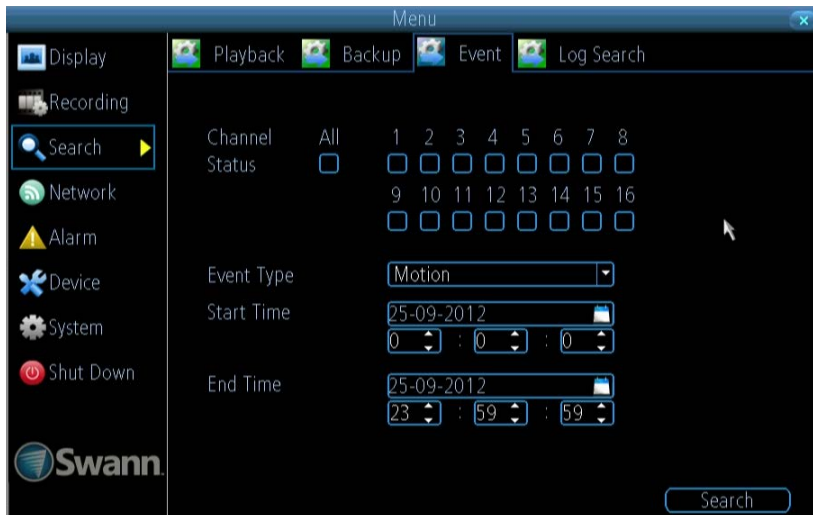 Menu
Display
Recording
Search
Network
Alarm
Device
System
Shut Down
Swann.
Playback Backup Event Log Search
Channel All 1 2 3 4 5 6 7 8
Status
9 10 11 12 13 14 15 16
Event Type Motion
Start Time 25-09-2012
0 : 0 : 0
End Time 25-09-2012
23 : 59 : 59
Search